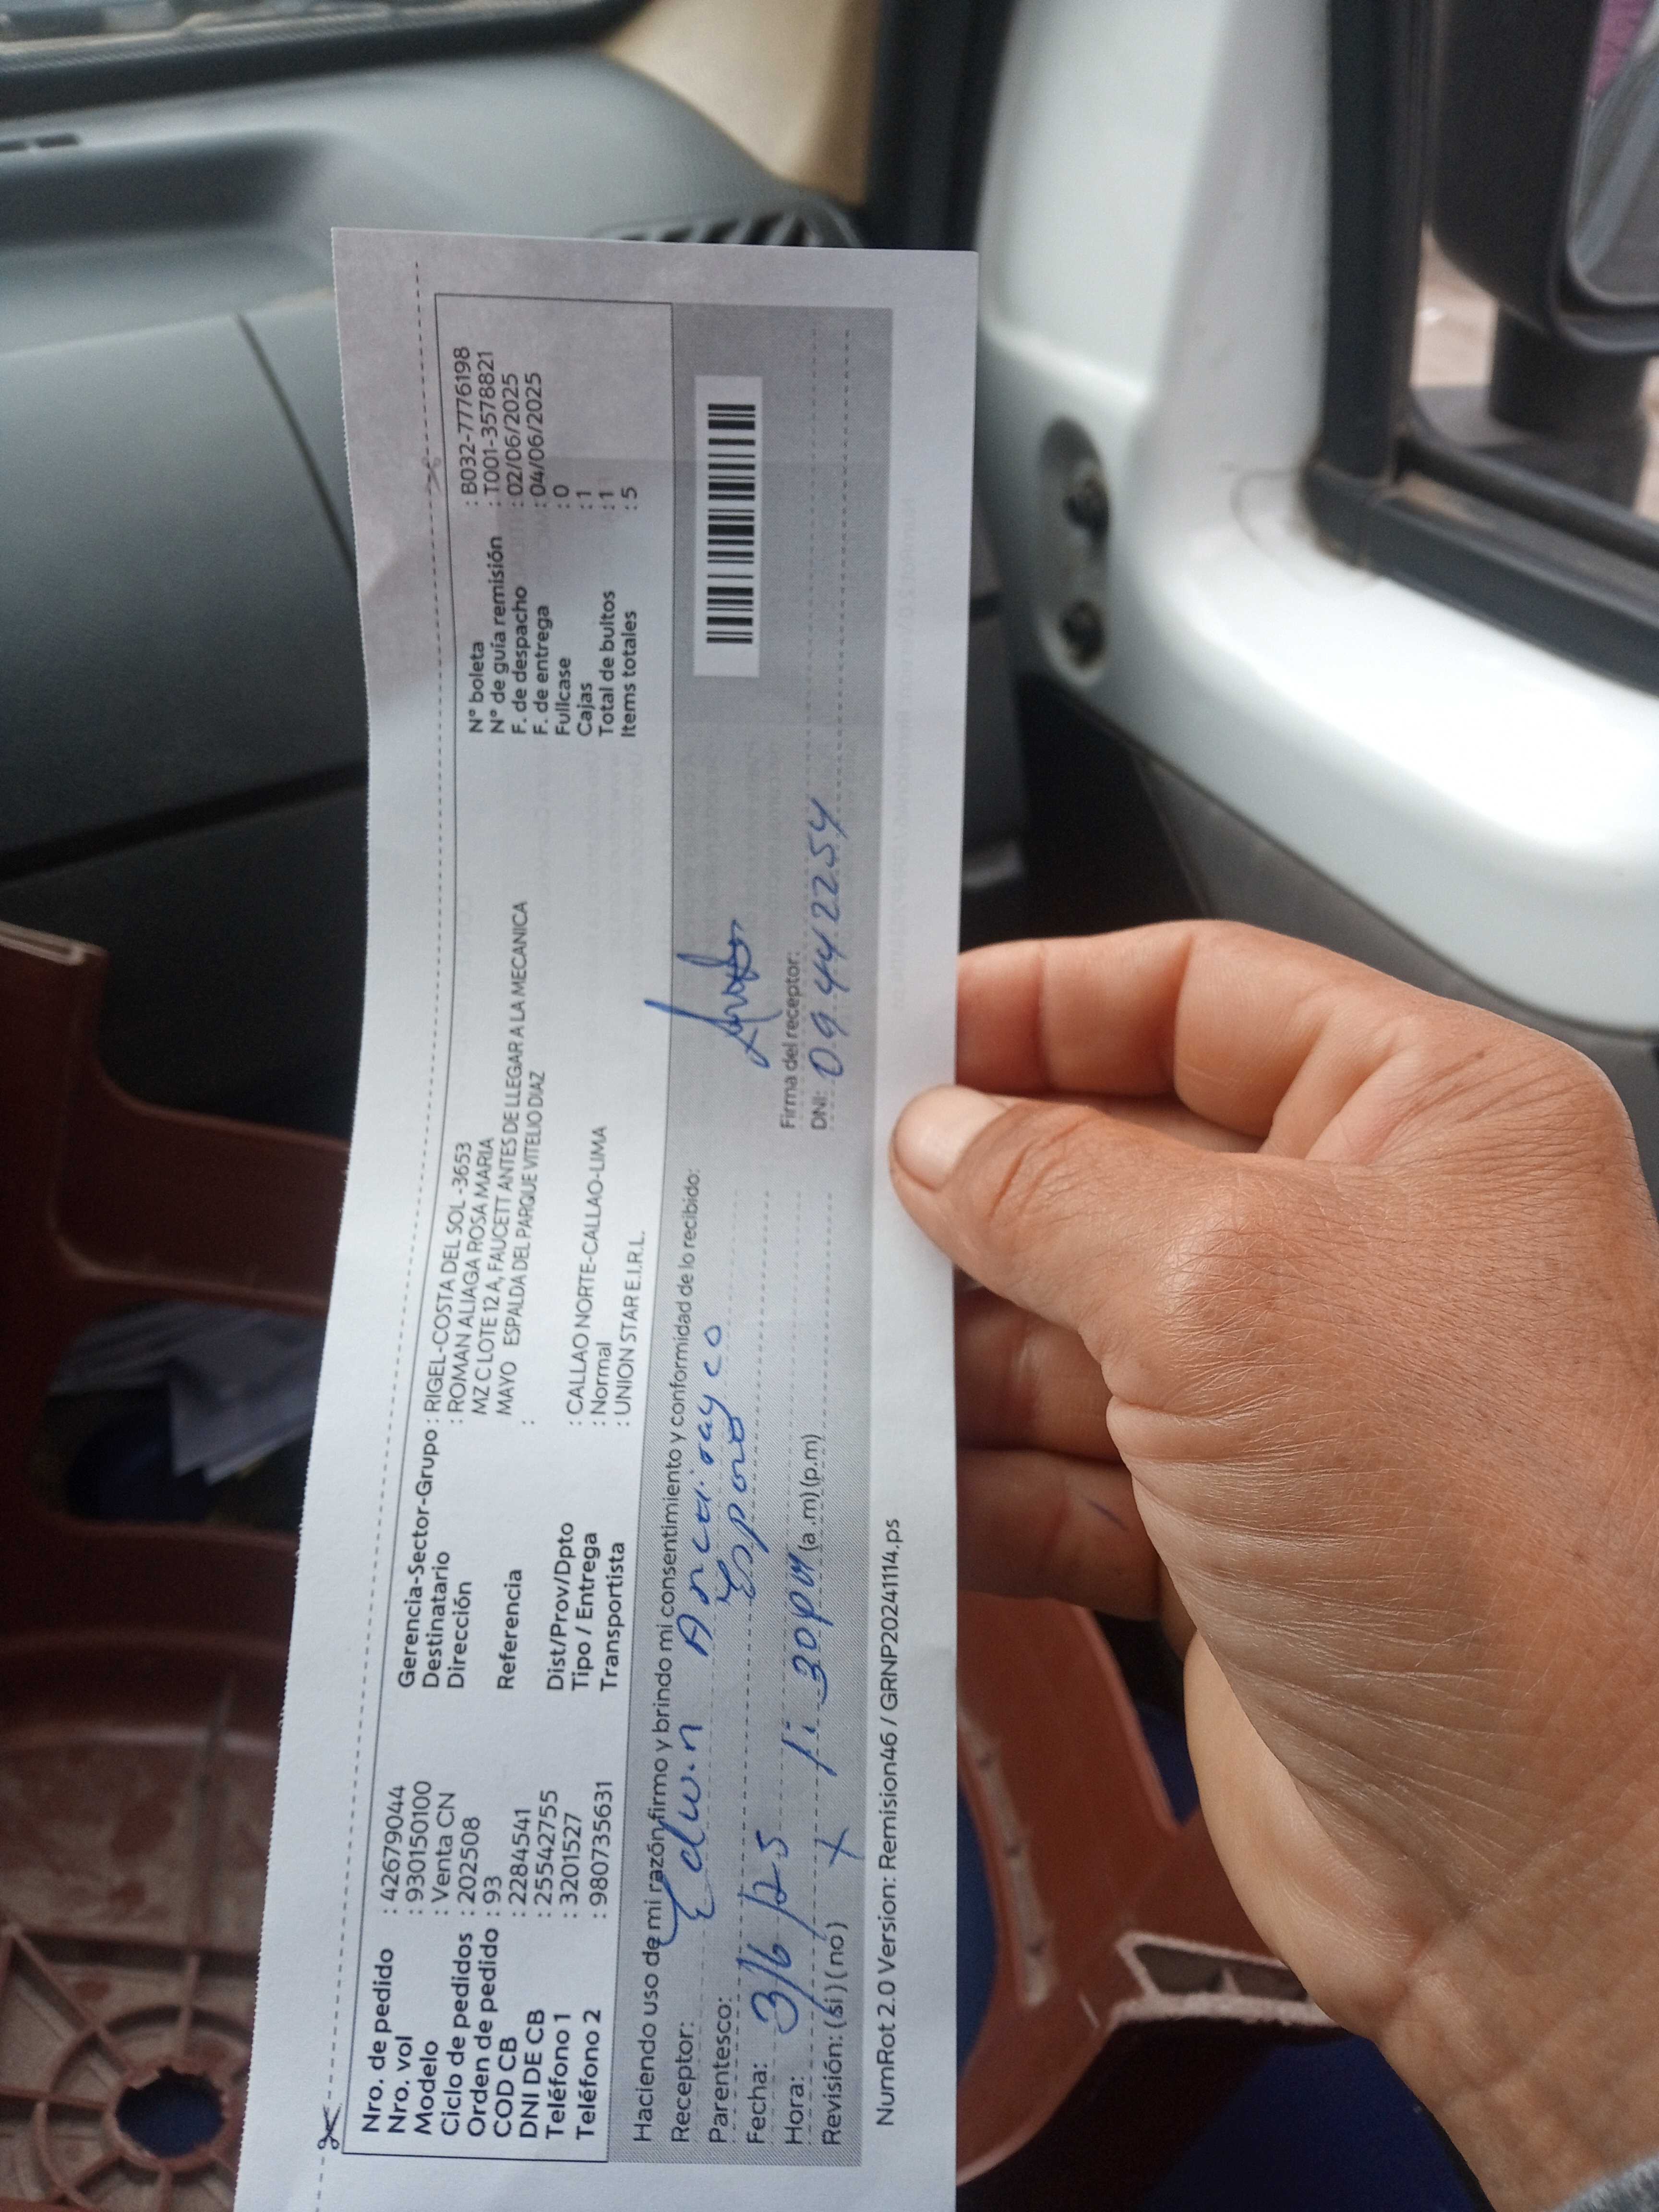 Nro. de pedido : 42679044
Nro. vol : 930150100
Modelo : Venta CN
Ciclo de pedidos : 202508
Orden de pedido : 93
COD CB : 22845541
DNI DE CB : 25542755
Teléfono 1 : 3201527
Teléfono 2 : 980735631
Gerencia-Sector-Grupo : RIGEL-COSTA DEL SOL -3653
Destinatario : ROMAN ALIAGA ROSA MARIA
Dirección MZ C LOTE 12 A, FAUCETT ANTES DE LLEGAR A LA MECANICA
MAYO ESPALDA DEL PARQUE VITELIO DIAZ
Referencia :
Dist/Prov/Dpto : CALLAO NORTE-CALLAO-LIMA
Tipo / Entrega : Normal
Transportista : UNION STAR E.I.R.L.
N° boleta : B032-7776198
N° de guía remisión : T001-3578821
F. de despacho : 02/06/2025
F. de entrega : 04/06/2025
Fullcase : 0
Cajas : 1
Total de bultos : 1
Items totales : 5
Haciendo uso de mi razón firmo y brindo mi consentimiento y conformidad de lo recibido:
Receptor: Edwin
Parentesco: Esposo
Fecha: 3/6/25
Hora: 1:30pm (a.m) (p.m)
Revisión: (si) (no) X
Firma del receptor:
DNI: 09442254
NumRot 2.0 Version: Remision46 / GRNP20241114.ps